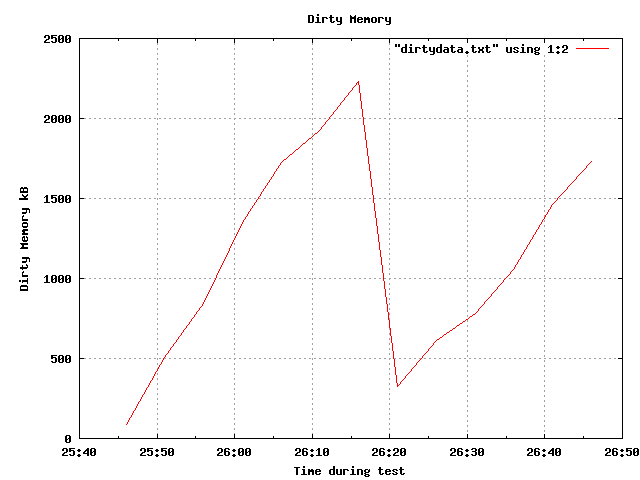 Dirty Memory
"dirtydata.txt" using 1:2
2500
2000
1500
1000
500
0
Dirty Memory kB
25:40 25:50 26:00 26:10 26:20 26:30 26:40 26:50
Time during test